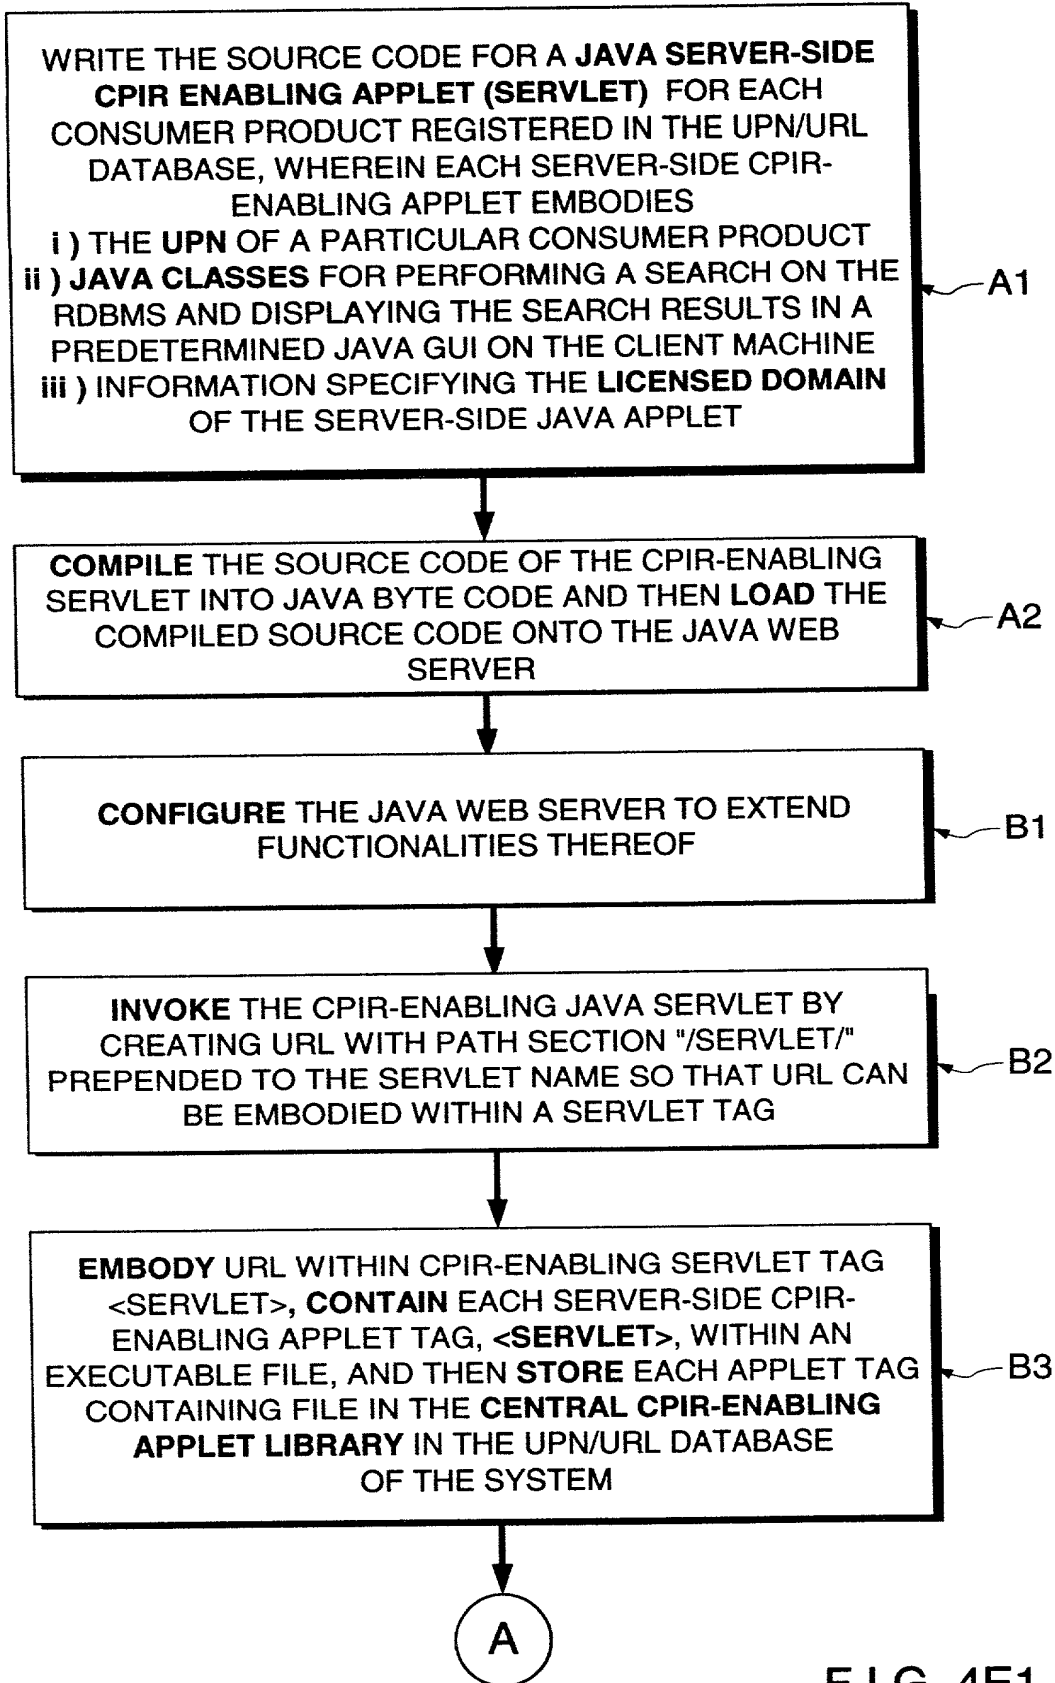 WRITE THE SOURCE CODE FOR A JAVA SERVER-SIDE
CPIR ENABLING APPLET (SERVLET) FOR EACH
CONSUMER PRODUCT REGISTERED IN THE UPN/URL
DATABASE, WHEREIN EACH SERVER-SIDE CPIR-
ENABLING APPLET EMBODIES
i ) THE UPN OF A PARTICULAR CONSUMER PRODUCT
ii ) JAVA CLASSES FOR PERFORMING A SEARCH ON THE
RDBMS AND DISPLAYING THE SEARCH RESULTS IN A
PREDETERMINED JAVA GUI ON THE CLIENT MACHINE
iii ) INFORMATION SPECIFYING THE LICENSED DOMAIN
OF THE SERVER-SIDE JAVA APPLET
A1
COMPILE THE SOURCE CODE OF THE CPIR-ENABLING
SERVLET INTO JAVA BYTE CODE AND THEN LOAD THE
COMPILED SOURCE CODE ONTO THE JAVA WEB
SERVER
A2
CONFIGURE THE JAVA WEB SERVER TO EXTEND
FUNCTIONALITIES THEREOF
B1
INVOKE THE CPIR-ENABLING JAVA SERVLET BY
CREATING URL WITH PATH SECTION "/SERVLET/"
PREPENDED TO THE SERVLET NAME SO THAT URL CAN
BE EMBODIED WITHIN A SERVLET TAG
B2
EMBODY URL WITHIN CPIR-ENABLING SERVLET TAG
<SERVLET>, CONTAIN EACH SERVER-SIDE CPIR-
ENABLING APPLET TAG, <SERVLET>, WITHIN AN
EXECUTABLE FILE, AND THEN STORE EACH APPLET TAG
CONTAINING FILE IN THE CENTRAL CPIR-ENABLING
APPLET LIBRARY IN THE UPN/URL DATABASE
OF THE SYSTEM
B3
A
FIG. 4E1